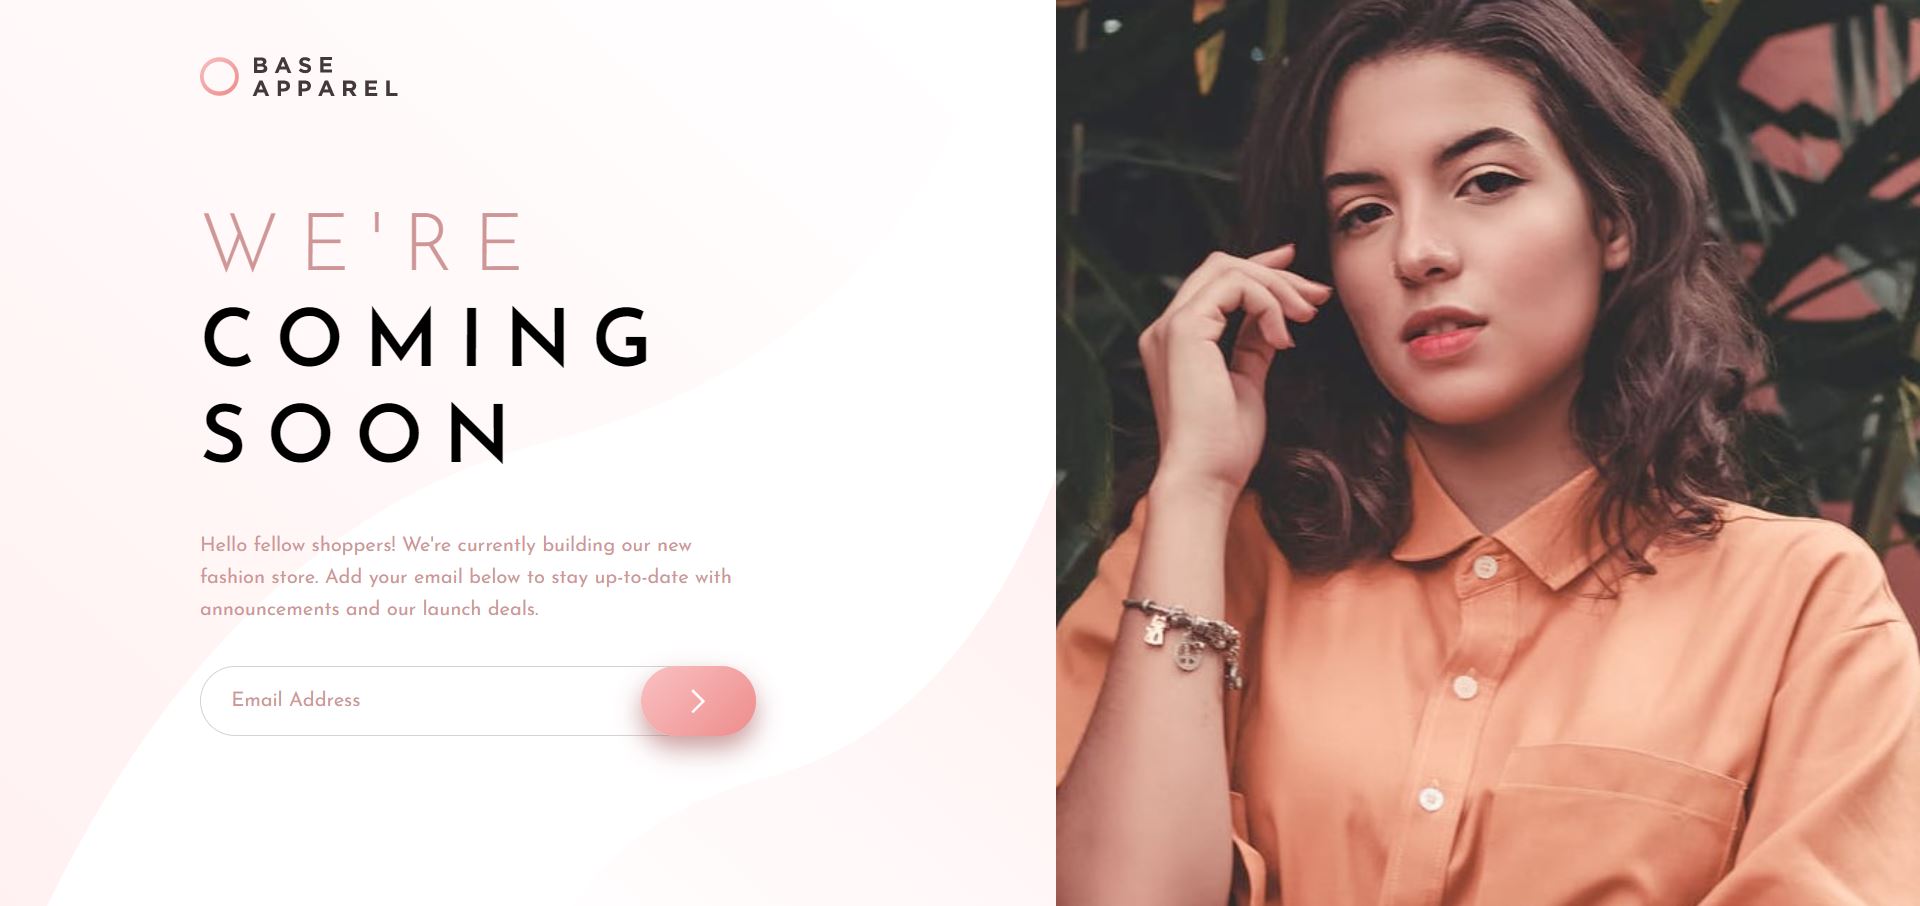 BASE
APPAREL
WE'RE
COMING
SOON
Hello fellow shoppers! We're currently building our new
fashion store. Add your email below to stay up-to-date with
announcements and our launch deals.
Email Address